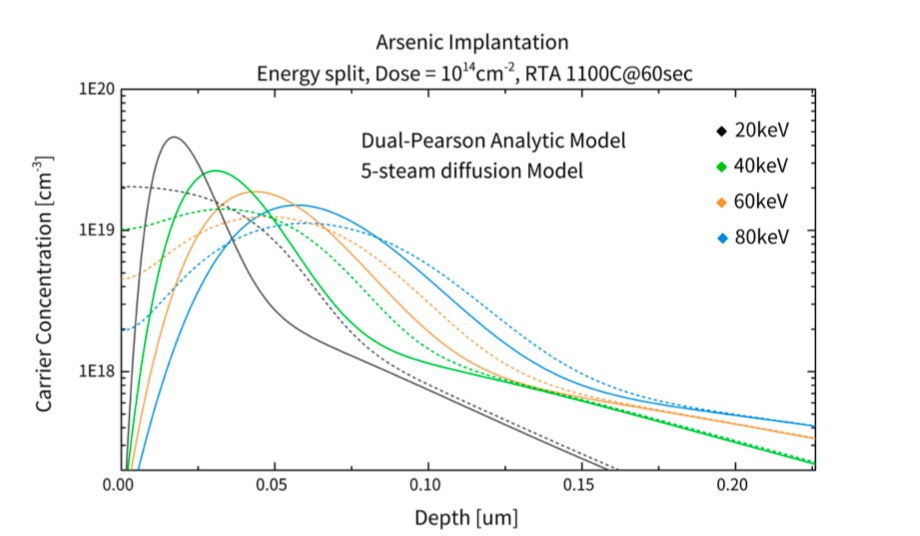 Arsenic Implantation
Energy split, Dose = 10¹⁴cm⁻², RTA 1100C@60sec
1E20
1E19
1E18
Carrier Concentration [cm⁻³]
Dual-Pearson Analytic Model
5-steam diffusion Model
20keV
40keV
60keV
80keV
0.00 0.05 0.10 0.15 0.20
Depth [um]